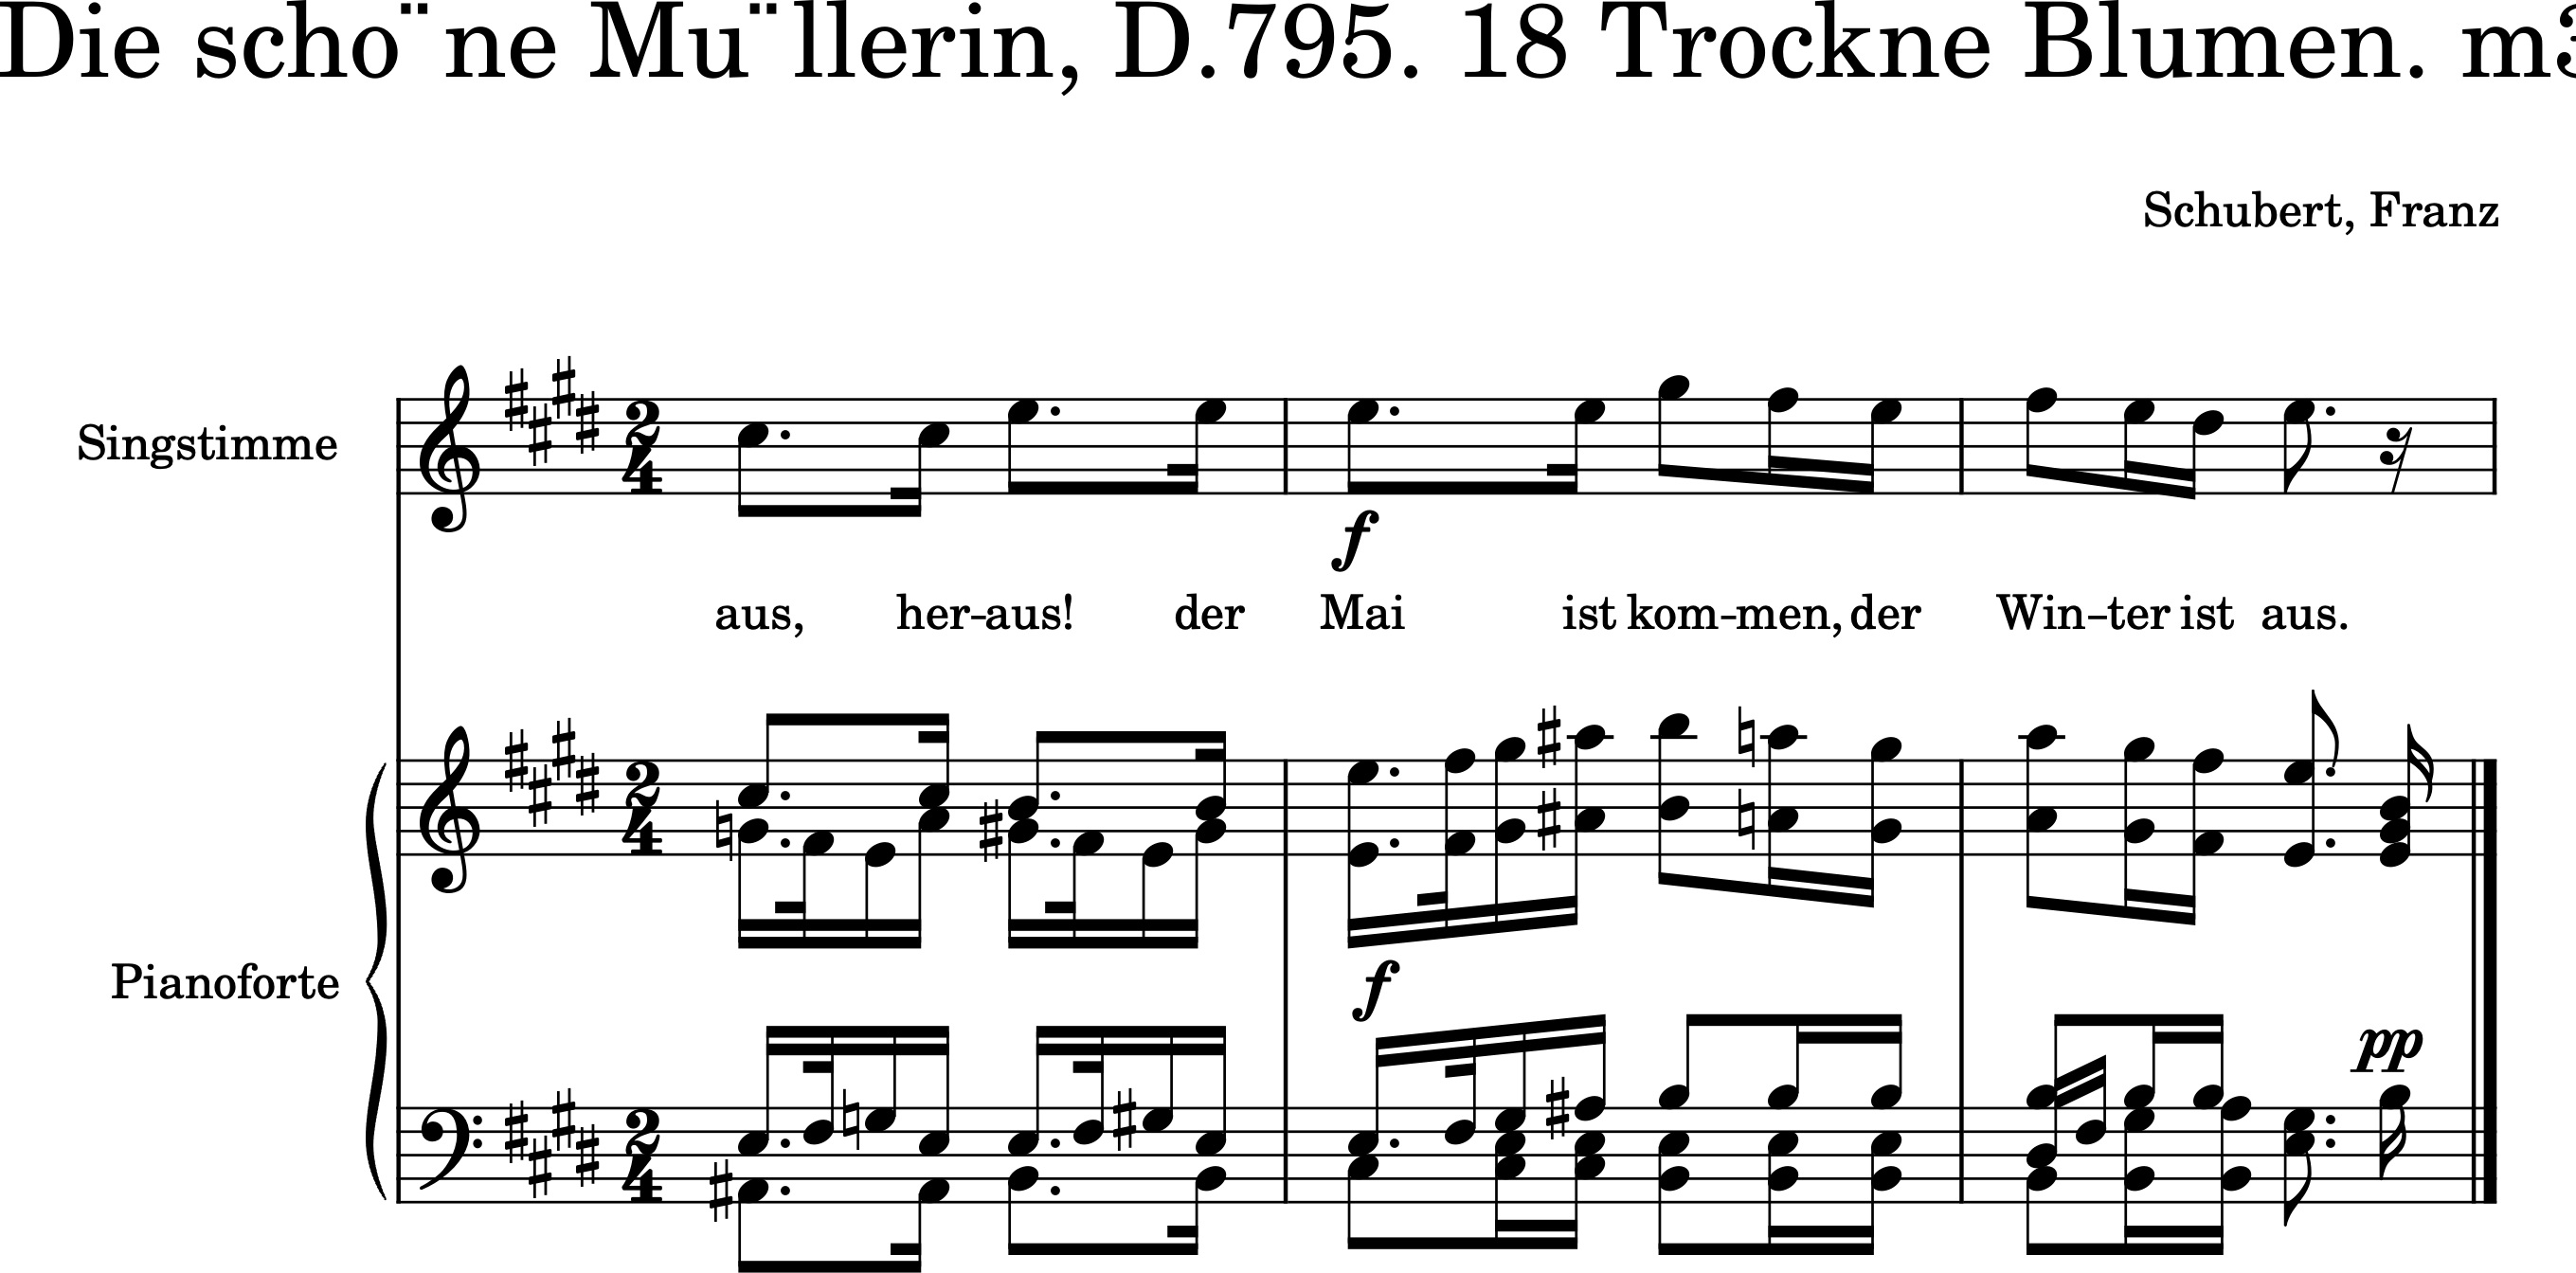 Die scho¨ne Mu¨llerin, D.795. 18 Trockne Blumen. m3
Schubert, Franz
Singstimme
f
aus, her-aus! der Mai ist kom-men, der Win-ter ist aus.
Pianoforte
f
pp